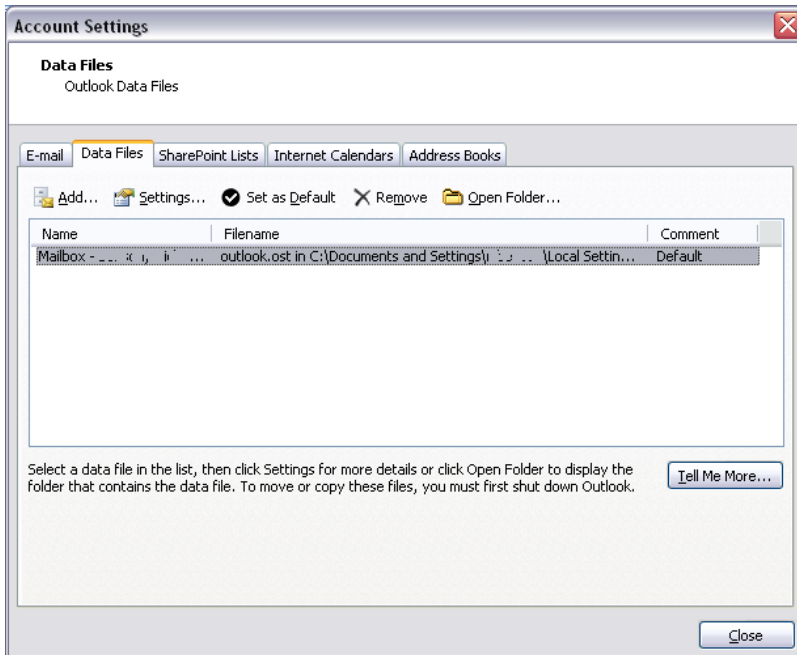 Account Settings
Data Files
Outlook Data Files
E-mail Data Files SharePoint Lists Internet Calendars Address Books
Add... Settings... Set as Default Remove Open Folder...
Name Filename Comment
Mailbox - ... outlook.ost in C:\Documents and Settings\ \Local Settin... Default
Select a data file in the list, then click Settings for more details or click Open Folder to display the
folder that contains the data file. To move or copy these files, you must first shut down Outlook.
Tell Me More...
Close